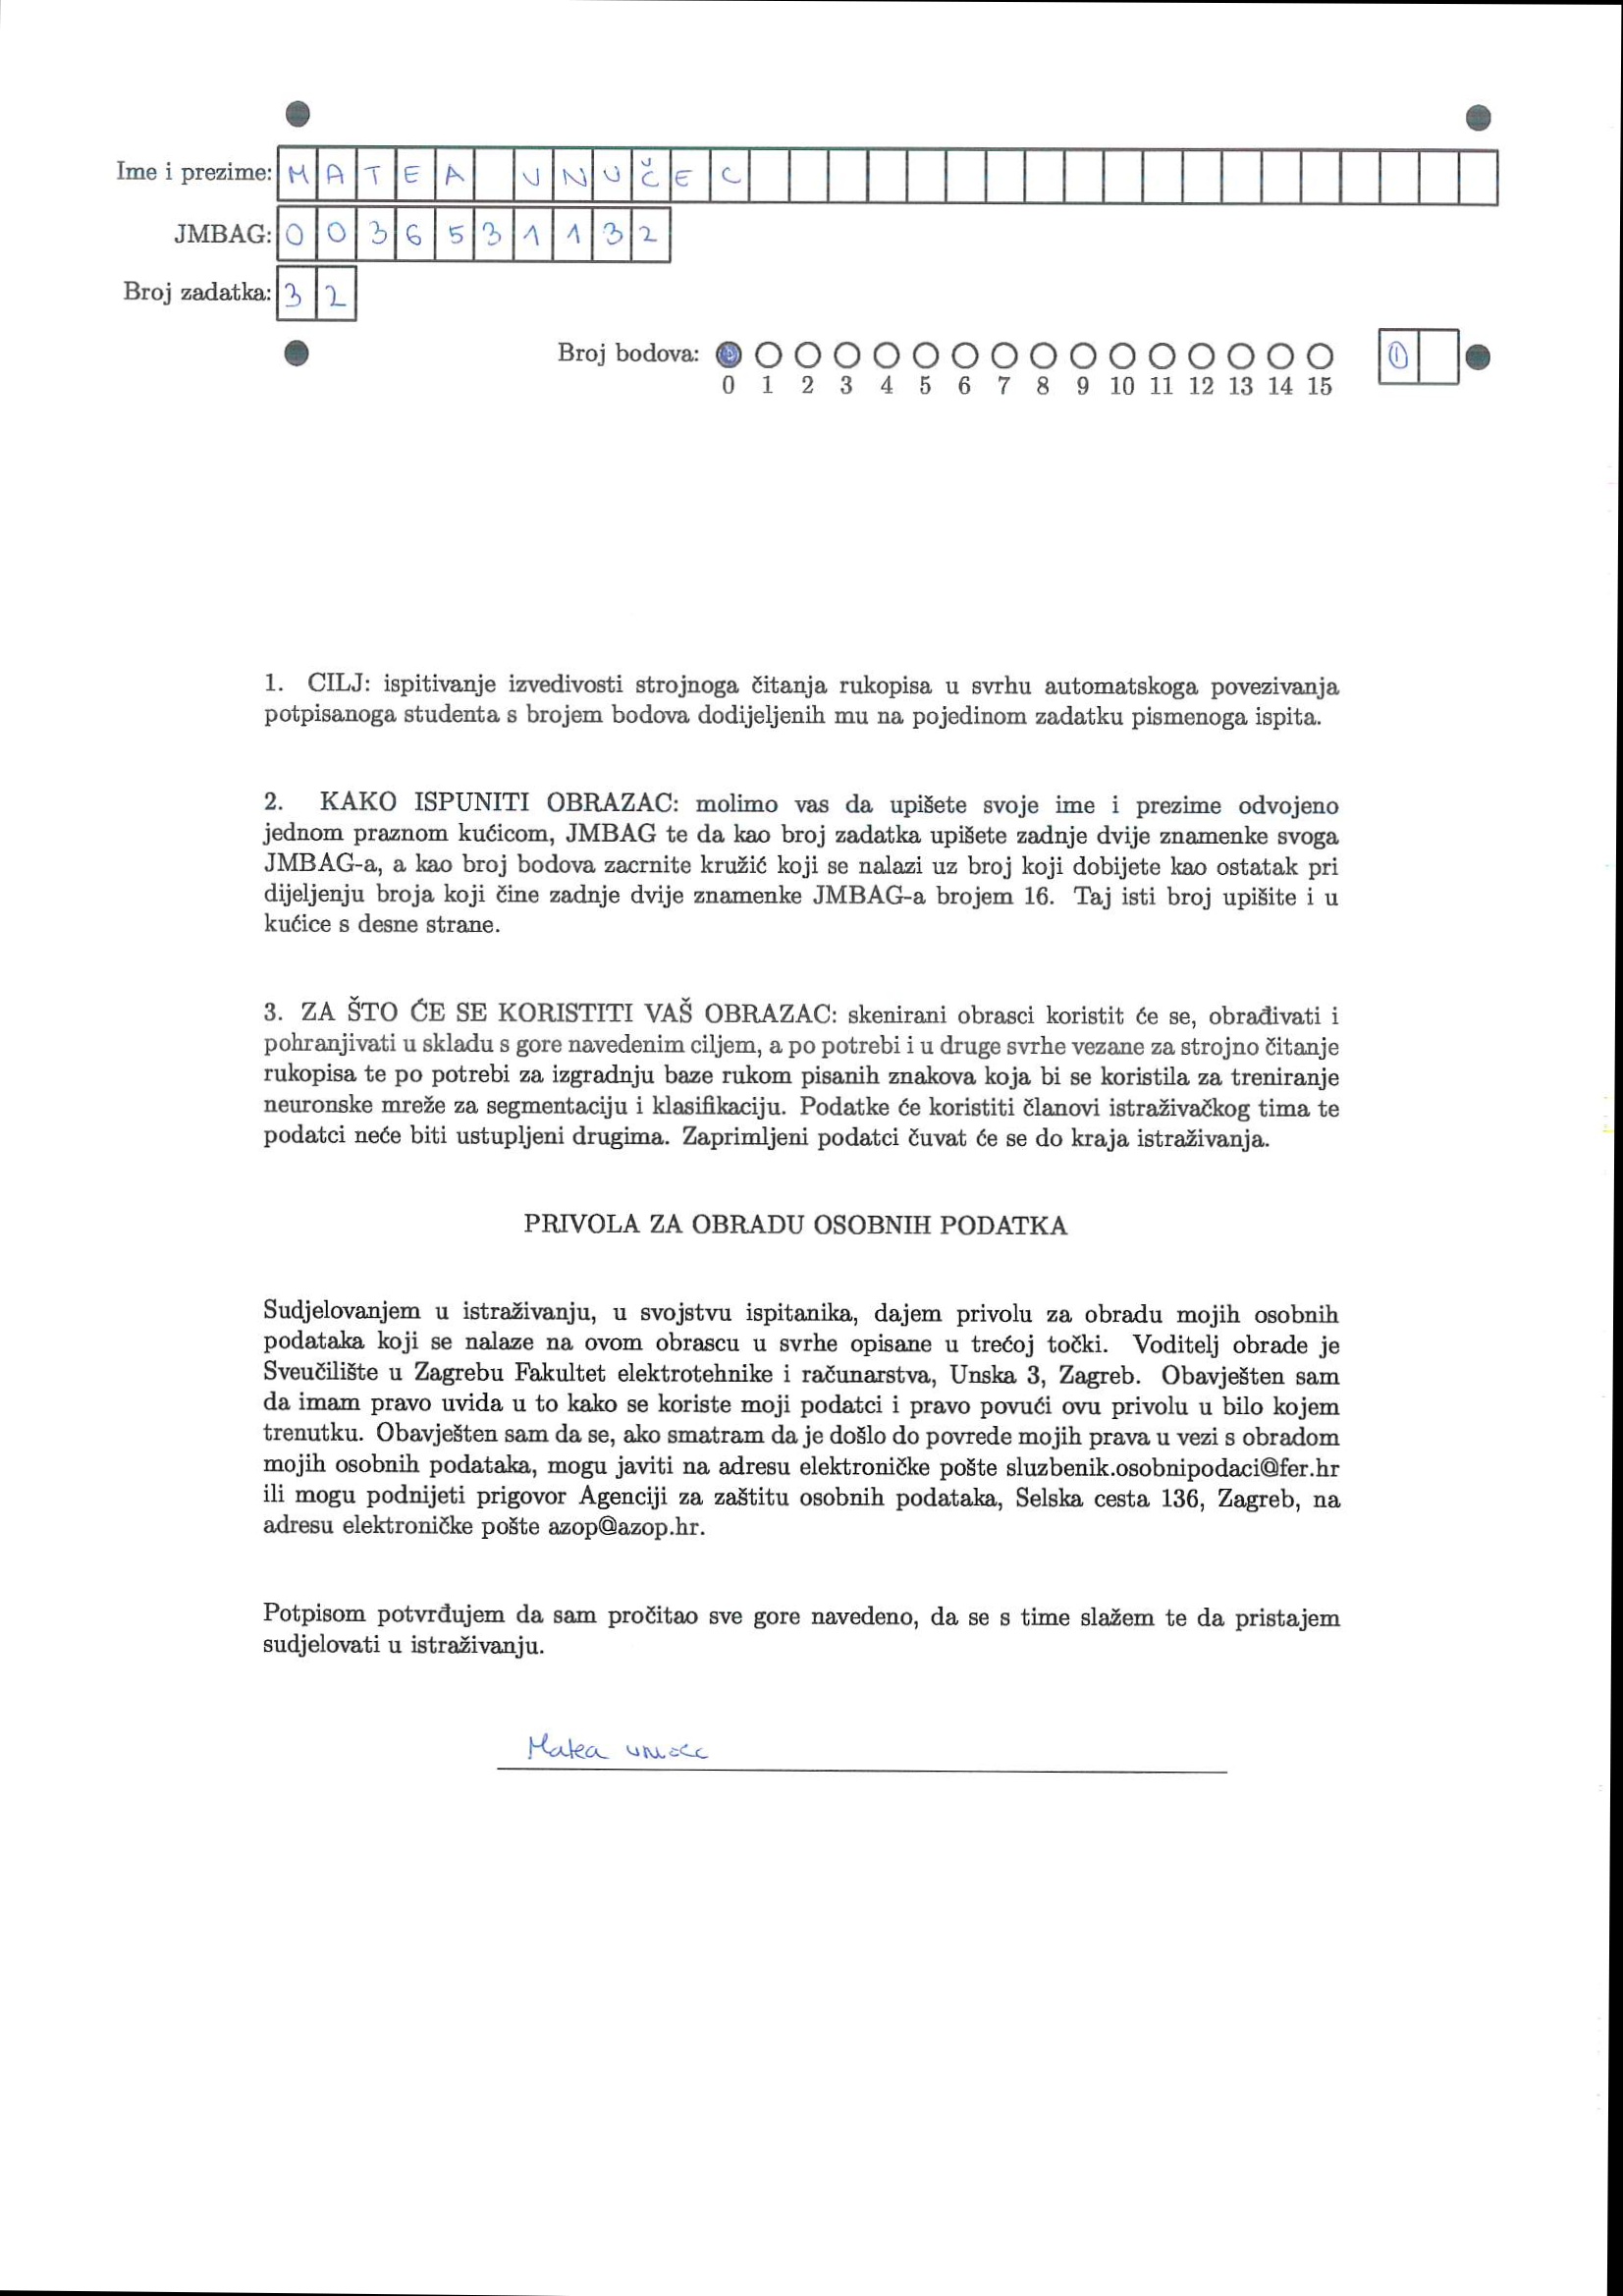 Ime i prezime: MATEA UNUČEC
JMBAG: 0036531132
Broj zadatka: 32
Broj bodova:
0 1 2 3 4 5 6 7 8 9 10 11 12 13 14 15
1. CILJ: ispitivanje izvedivosti strojnoga čitanja rukopisa u svrhu automatskoga povezivanja
potpisanoga studenta s brojem bodova dodijeljenih mu na pojedinom zadatku pismenoga ispita.
2. KAKO ISPUNITI OBRAZAC: molimo vas da upišete svoje ime i prezime odvojeno
jednom praznom kućicom, JMBAG te da kao broj zadatka upišete zadnje dvije znamenke svoga
JMBAG-a, a kao broj bodova zacrnite kružić koji se nalazi uz broj koji dobijete kao ostatak pri
dijeljenju broja koji čine zadnje dvije znamenke JMBAG-a brojem 16. Taj isti broj upišite i u
kućice s desne strane.
3. ZA ŠTO ĆE SE KORISTITI VAŠ OBRAZAC: skenirani obrasci koristit će se, obrađivati i
pohranjivati u skladu s gore navedenim ciljem, a po potrebi i u druge svrhe vezane za strojno čitanje
rukopisa te po potrebi za izgradnju baze rukom pisanih znakova koja bi se koristila za treniranje
neuronske mreže za segmentaciju i klasifikaciju. Podatke će koristiti članovi istraživačkog tima te
podatci neće biti ustupljeni drugima. Zaprimljeni podatci čuvat će se do kraja istraživanja.
PRIVOLA ZA OBRADU OSOBNIH PODATKA
Sudjelovanjem u istraživanju, u svojstvu ispitanika, dajem privolu za obradu mojih osobnih
podataka koji se nalaze na ovom obrascu u svrhe opisane u trećoj točki. Voditelj obrade je
Sveučilište u Zagrebu Fakultet elektrotehnike i računarstva, Unska 3, Zagreb. Obavješten sam
da imam pravo uvida u to kako se koriste moji podatci i pravo povući ovu privolu u bilo kojem
trenutku. Obavješten sam da se, ako smatram da je došlo do povrede mojih prava u vezi s obradom
mojih osobnih podataka, mogu javiti na adresu elektroničke pošte sluzbenik.osobnipodaci@fer.hr
ili mogu podnijeti prigovor Agenciji za zaštitu osobnih podataka, Selska cesta 136, Zagreb, na
adresu elektroničke pošte azop@azop.hr.
Potpisom potvrđujem da sam pročitao sve gore navedeno, da se s time slažem te da pristajem
sudjelovati u istraživanju.
Matea